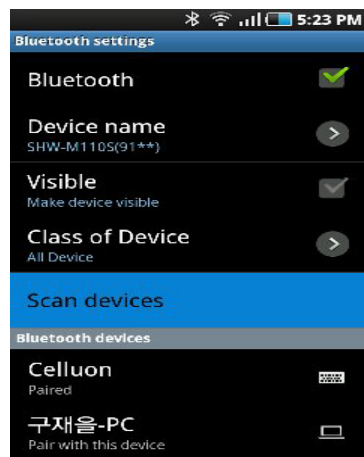 5:23 PM
Bluetooth settings
Bluetooth
Device name
SHW-M110S(91**)
Visible
Make device visible
Class of Device
All Device
Scan devices
Bluetooth devices
Celluon
Paired
구재을-PC
Pair with this device